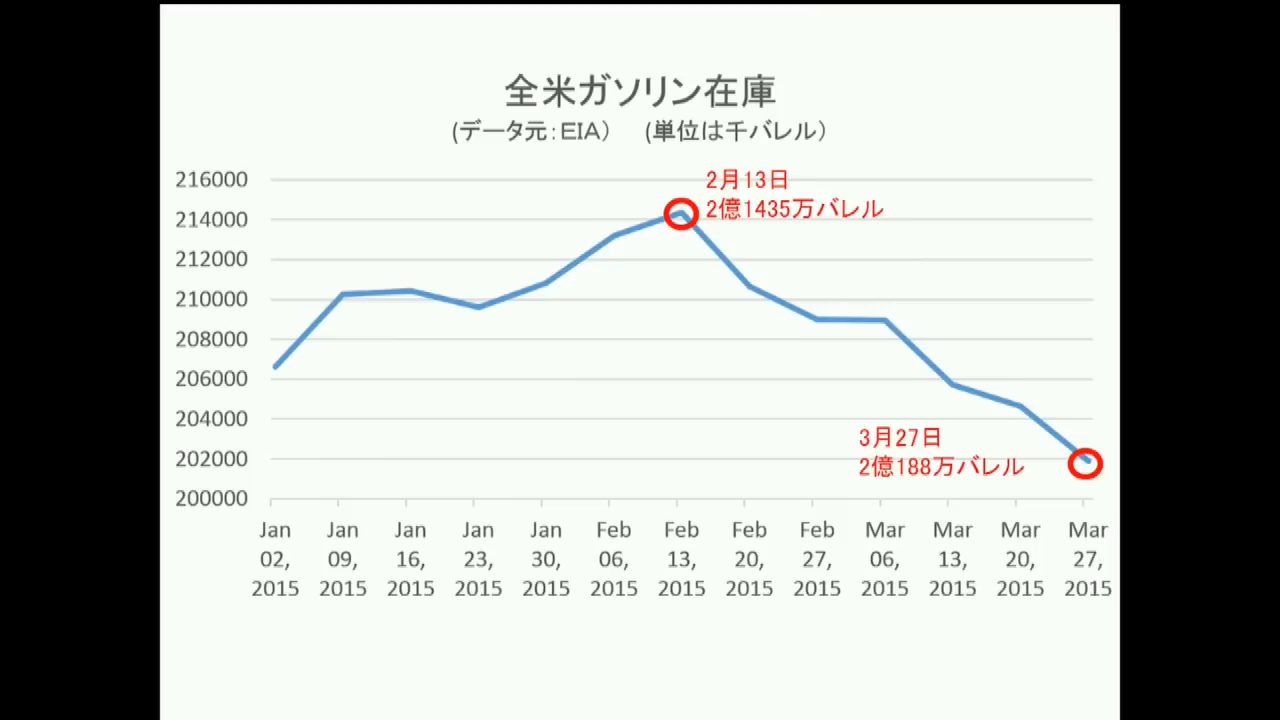 全米ガソリン在庫
(データ元：EIA） (単位は千バレル）
216000
214000
212000
210000
208000
206000
204000
202000
200000
2月13日
2億1435万バレル
3月27日
2億188万バレル
Jan 02, 2015
Jan 09, 2015
Jan 16, 2015
Jan 23, 2015
Jan 30, 2015
Feb 06, 2015
Feb 13, 2015
Feb 20, 2015
Feb 27, 2015
Mar 06, 2015
Mar 13, 2015
Mar 20, 2015
Mar 27, 2015